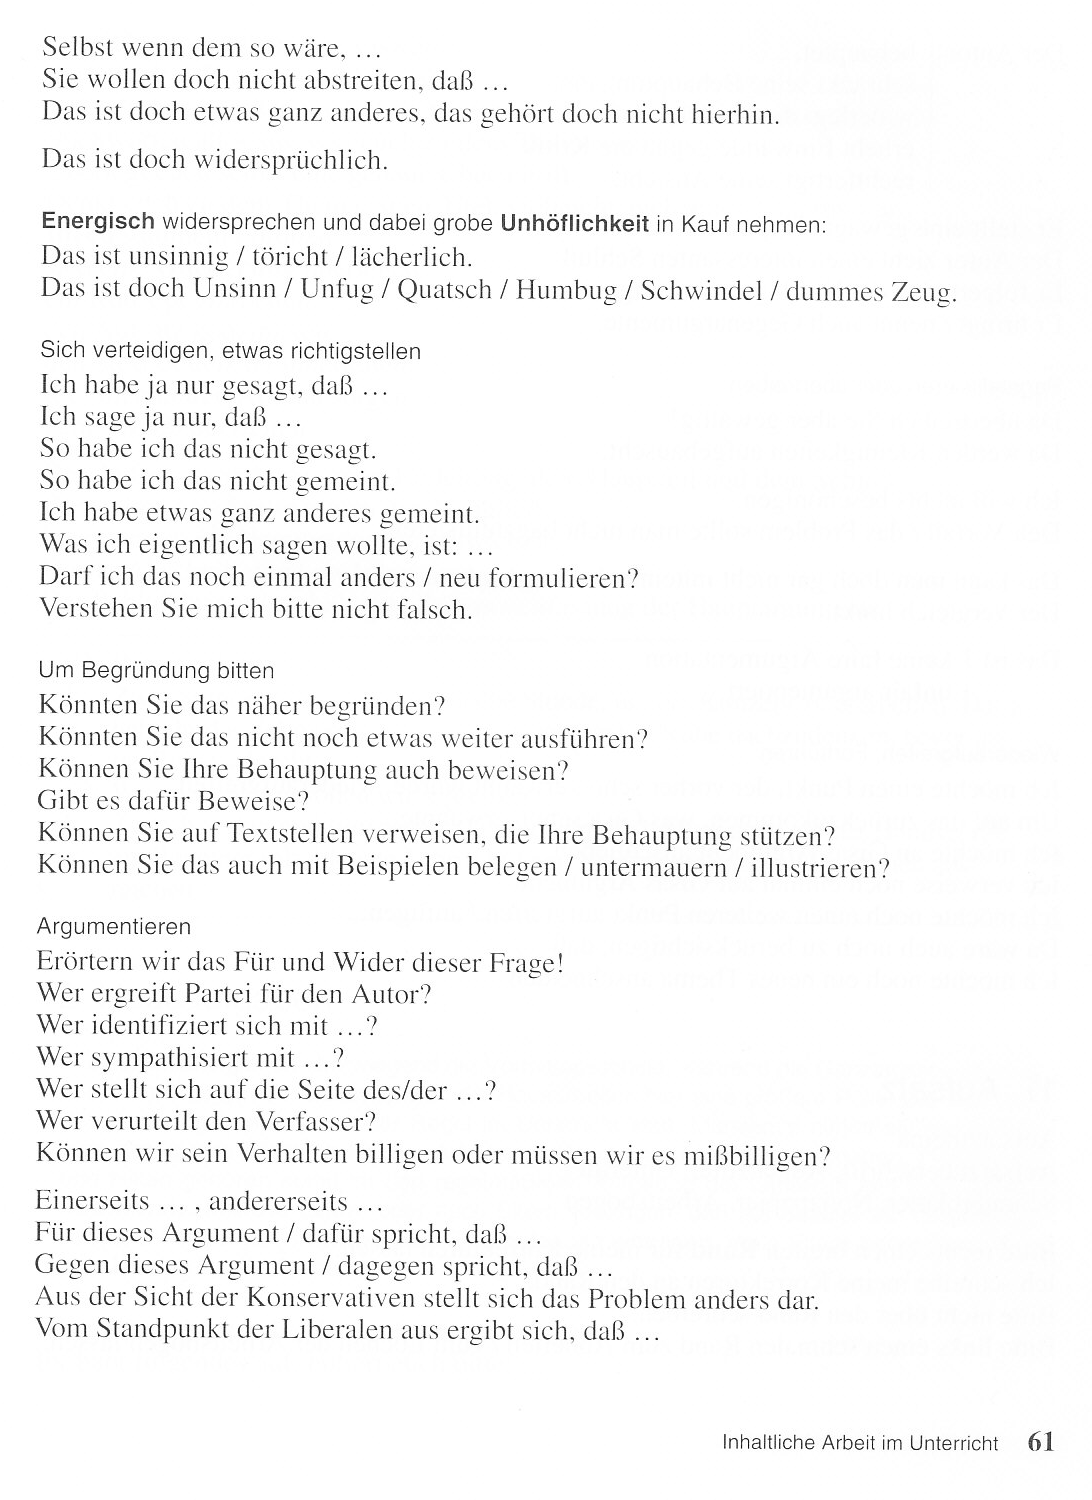 Selbst wenn dem so wäre, …
Sie wollen doch nicht abstreiten, daß …
Das ist doch etwas ganz anderes, das gehört doch nicht hierhin.
Das ist doch widersprüchlich.
Energisch widersprechen und dabei grobe Unhöflichkeit in Kauf nehmen:
Das ist unsinnig / töricht / lächerlich.
Das ist doch Unsinn / Unfug / Quatsch / Humbug / Schwindel / dummes Zeug.
Sich verteidigen, etwas richtigstellen
Ich habe ja nur gesagt, daß …
Ich sage ja nur, daß …
So habe ich das nicht gesagt.
So habe ich das nicht gemeint.
Ich habe etwas ganz anderes gemeint.
Was ich eigentlich sagen wollte, ist: …
Darf ich das noch einmal anders / neu formulieren?
Verstehen Sie mich bitte nicht falsch.
Um Begründung bitten
Könnten Sie das näher begründen?
Könnten Sie das nicht noch etwas weiter ausführen?
Können Sie Ihre Behauptung auch beweisen?
Gibt es dafür Beweise?
Können Sie auf Textstellen verweisen, die Ihre Behauptung stützen?
Können Sie das auch mit Beispielen belegen / untermauern / illustrieren?
Argumentieren
Erörtern wir das Für und Wider dieser Frage!
Wer ergreift Partei für den Autor?
Wer identifiziert sich mit …?
Wer sympathisiert mit …?
Wer stellt sich auf die Seite des/der …?
Wer verurteilt den Verfasser?
Können wir sein Verhalten billigen oder müssen wir es mißbilligen?
Einerseits … , andererseits …
Für dieses Argument / dafür spricht, daß …
Gegen dieses Argument / dagegen spricht, daß …
Aus der Sicht der Konservativen stellt sich das Problem anders dar.
Vom Standpunkt der Liberalen aus ergibt sich, daß …
Inhaltliche Arbeit im Unterricht 61